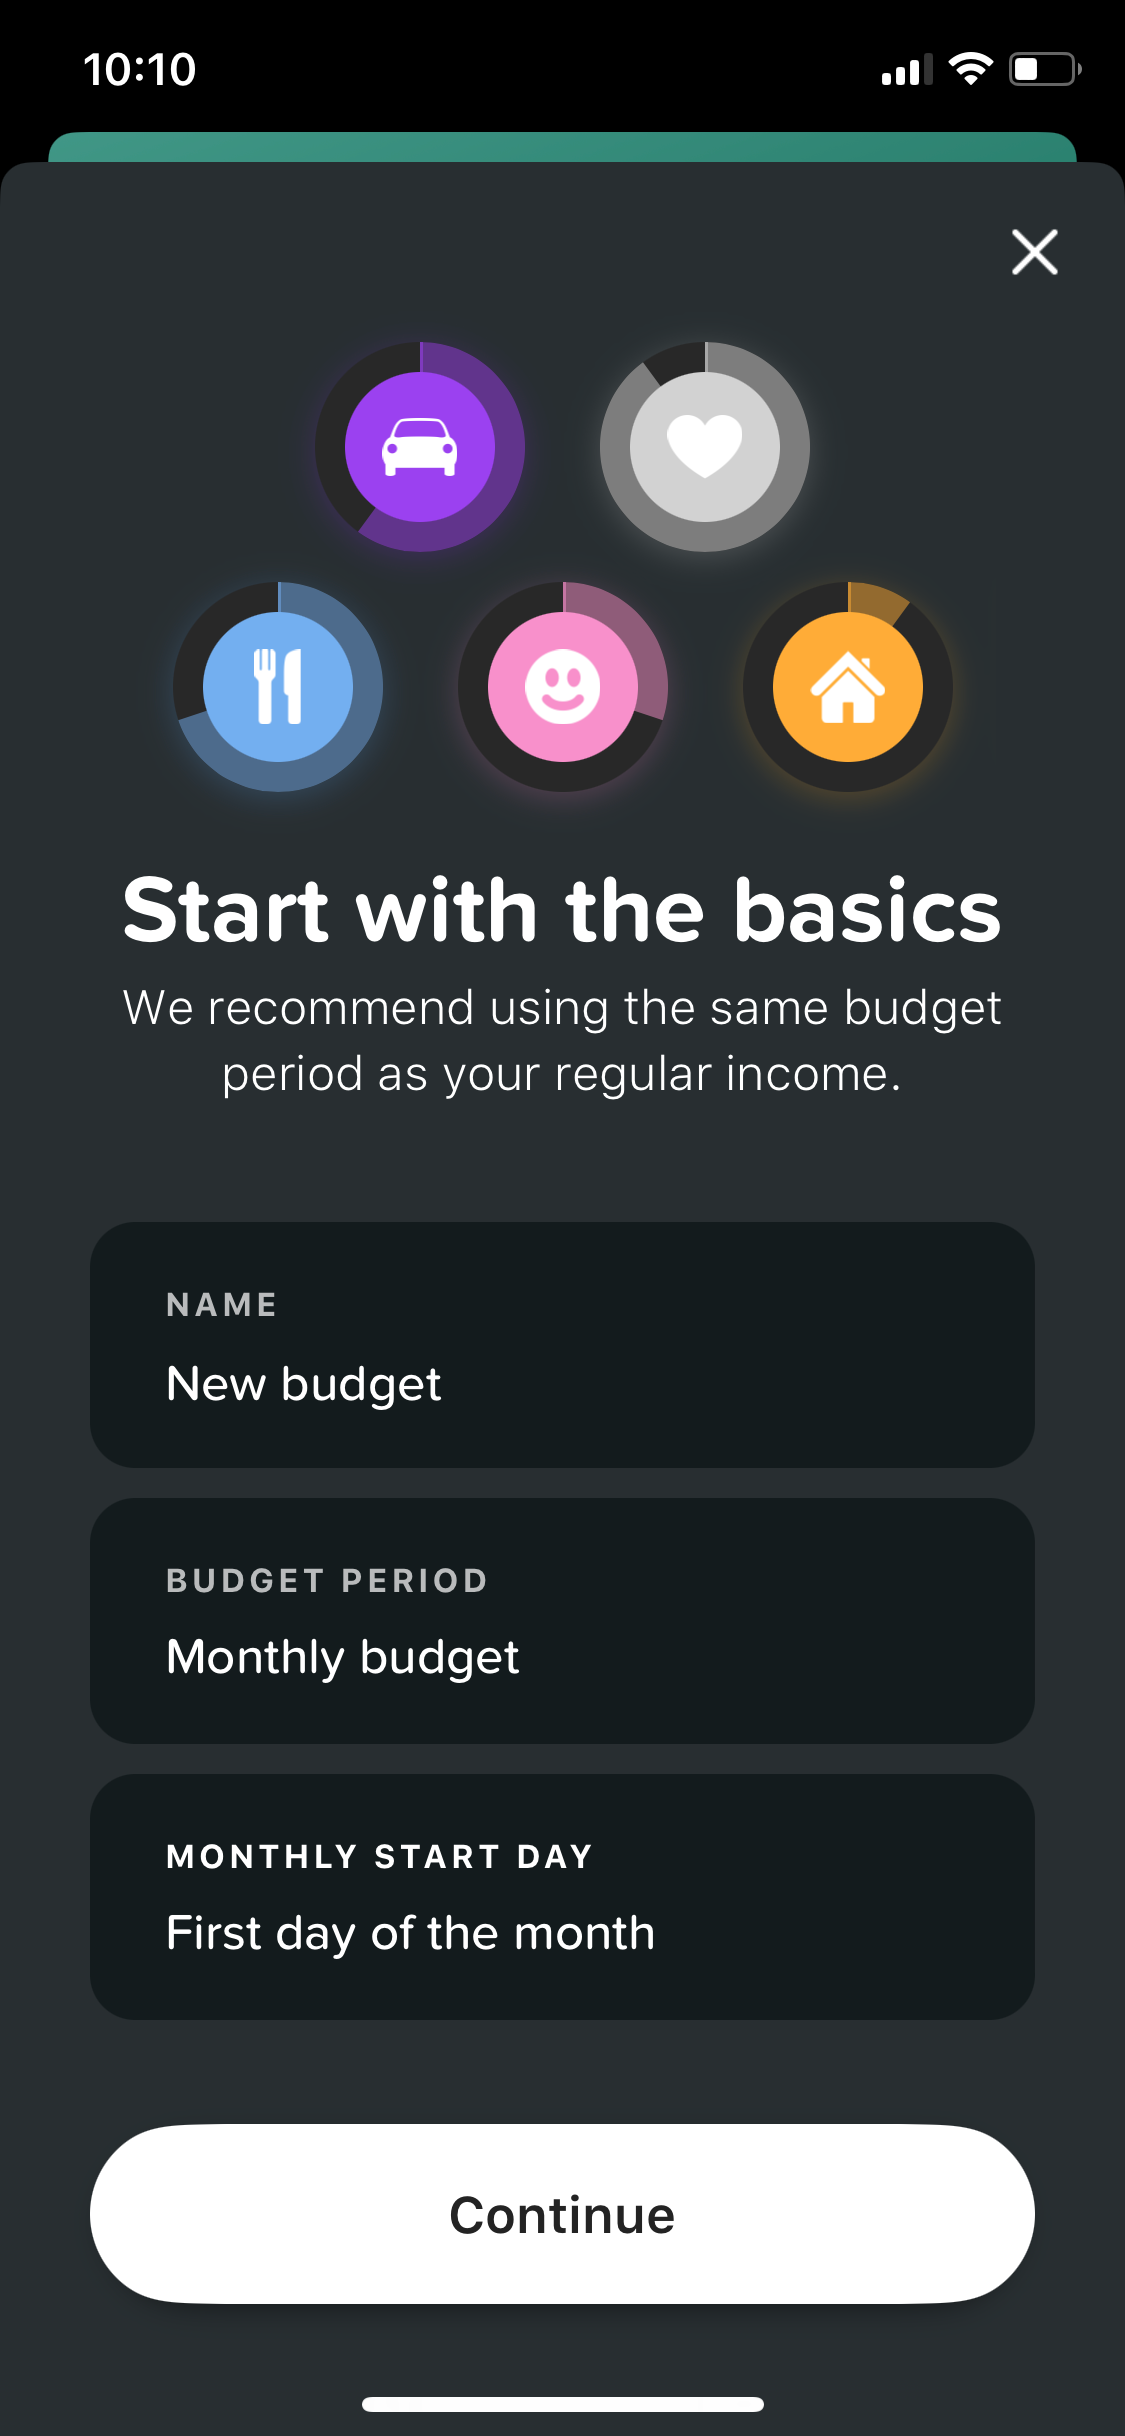 10:10
Start with the basics
We recommend using the same budget
period as your regular income.
NAME
New budget
BUDGET PERIOD
Monthly budget
MONTHLY START DAY
First day of the month
Continue